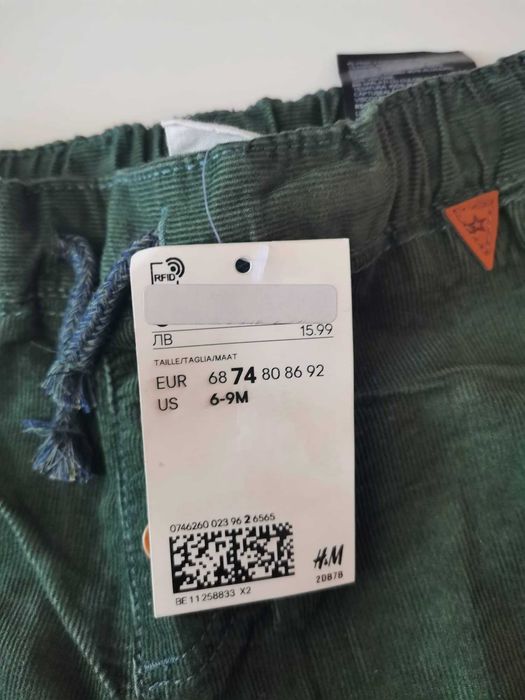 RFID
ЛВ 15.99
TAILLE/TAGLIA/MAAT
EUR 68 74 80 86 92
US 6-9M
0746260 023 96 2 6565
H&M
20B7B
BE 11258833 X2